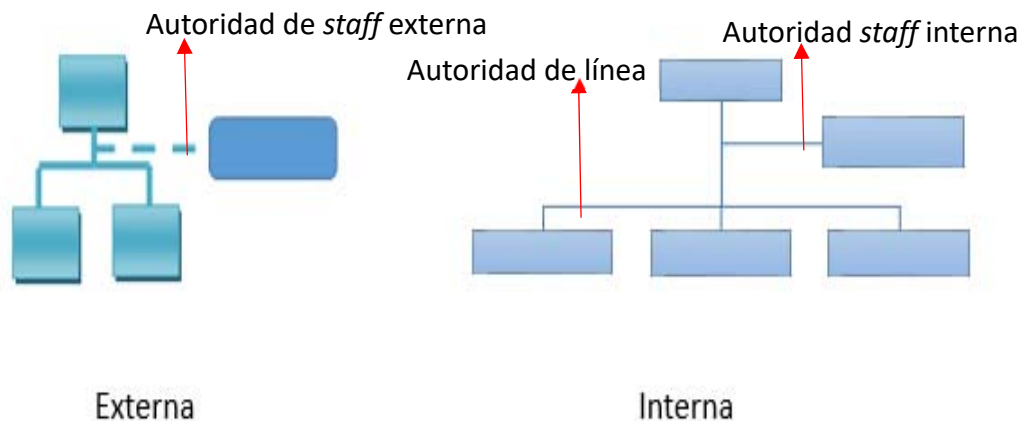 Autoridad de staff externa
Autoridad staff interna
Autoridad de línea
Externa
Interna